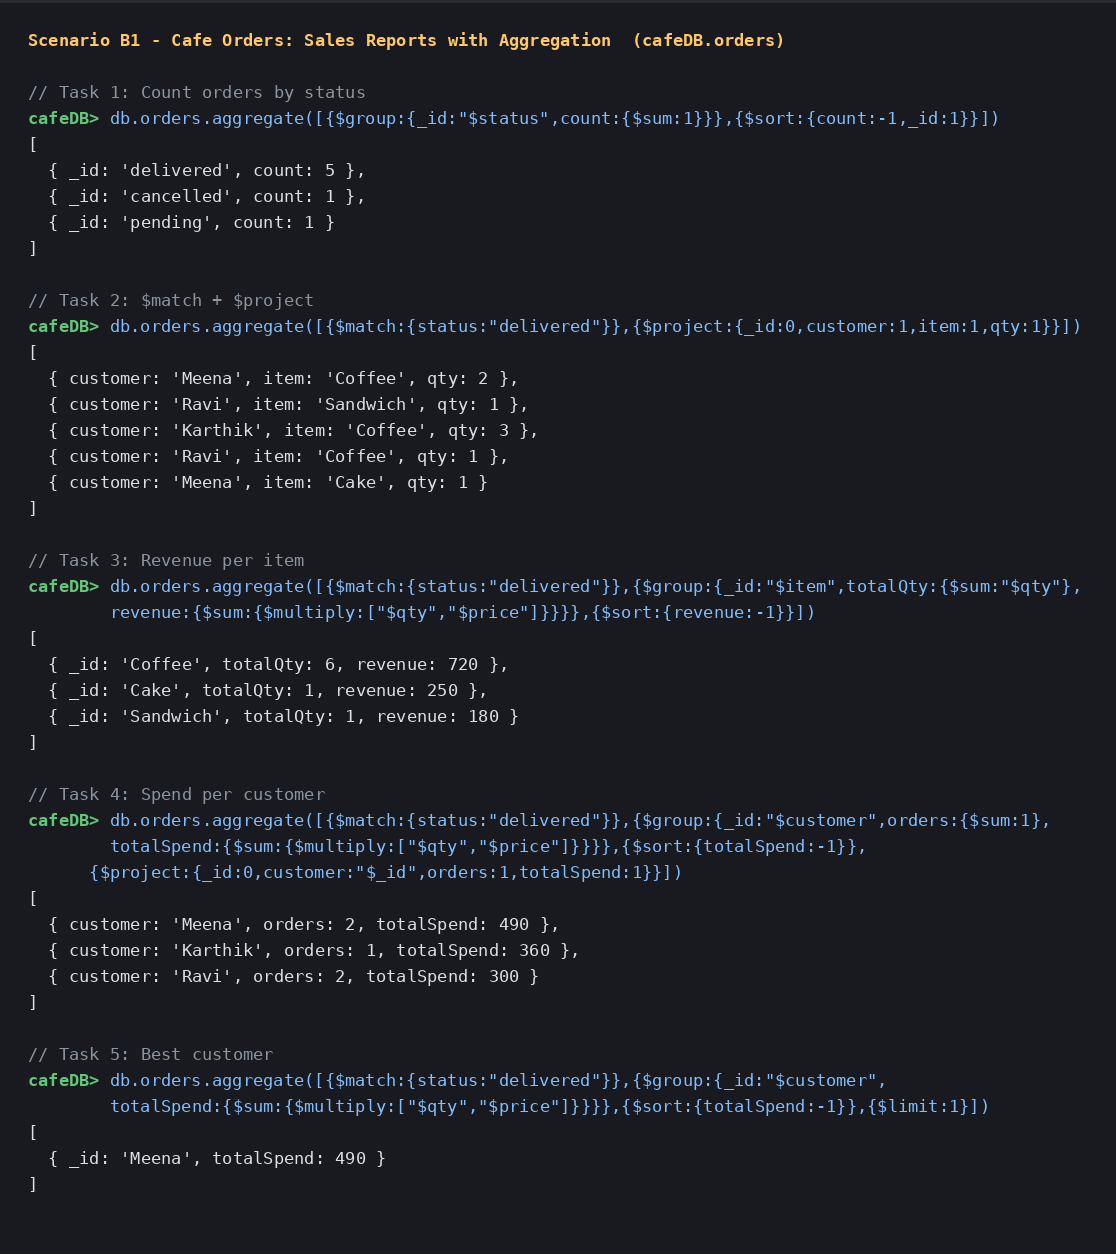 Scenario B1 - Cafe Orders: Sales Reports with Aggregation  (cafeDB.orders)
// Task 1: Count orders by status
cafeDB> db.orders.aggregate([{$group:{_id:"$status",count:{$sum:1}}},{$sort:{count:-1,_id:1}}])
[
  { _id: 'delivered', count: 5 },
  { _id: 'cancelled', count: 1 },
  { _id: 'pending', count: 1 }
]
// Task 2: $match + $project
cafeDB> db.orders.aggregate([{$match:{status:"delivered"}},{$project:{_id:0,customer:1,item:1,qty:1}}])
[
  { customer: 'Meena', item: 'Coffee', qty: 2 },
  { customer: 'Ravi', item: 'Sandwich', qty: 1 },
  { customer: 'Karthik', item: 'Coffee', qty: 3 },
  { customer: 'Ravi', item: 'Coffee', qty: 1 },
  { customer: 'Meena', item: 'Cake', qty: 1 }
]
// Task 3: Revenue per item
cafeDB> db.orders.aggregate([{$match:{status:"delivered"}},{$group:{_id:"$item",totalQty:{$sum:"$qty"},
        revenue:{$sum:{$multiply:["$qty","$price"]}}}},{$sort:{revenue:-1}}])
[
  { _id: 'Coffee', totalQty: 6, revenue: 720 },
  { _id: 'Cake', totalQty: 1, revenue: 250 },
  { _id: 'Sandwich', totalQty: 1, revenue: 180 }
]
// Task 4: Spend per customer
cafeDB> db.orders.aggregate([{$match:{status:"delivered"}},{$group:{_id:"$customer",orders:{$sum:1},
        totalSpend:{$sum:{$multiply:["$qty","$price"]}}}},{$sort:{totalSpend:-1}},
      {$project:{_id:0,customer:"$_id",orders:1,totalSpend:1}}])
[
  { customer: 'Meena', orders: 2, totalSpend: 490 },
  { customer: 'Karthik', orders: 1, totalSpend: 360 },
  { customer: 'Ravi', orders: 2, totalSpend: 300 }
]
// Task 5: Best customer
cafeDB> db.orders.aggregate([{$match:{status:"delivered"}},{$group:{_id:"$customer",
        totalSpend:{$sum:{$multiply:["$qty","$price"]}}}},{$sort:{totalSpend:-1}},{$limit:1}])
[
  { _id: 'Meena', totalSpend: 490 }
]